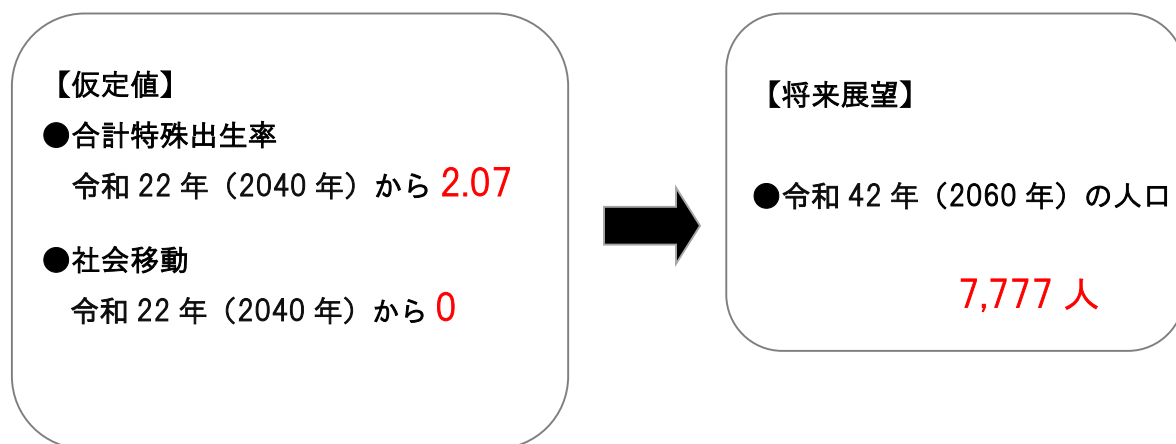 【仮定値】
●合計特殊出生率
令和 22 年（2040 年）から 2.07
●社会移動
令和 22 年（2040 年）から 0
【将来展望】
●令和 42 年（2060 年）の人口
7,777 人